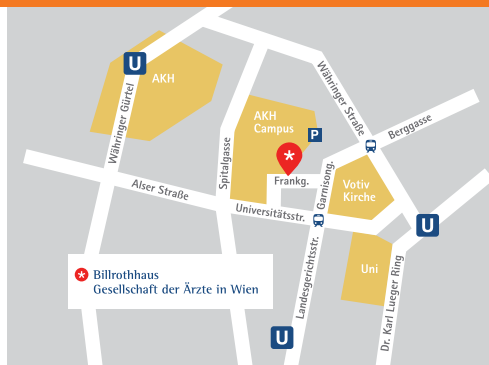 U
AKH
Währinger Gürtel
Spitalgasse
Währinger Straße
Berggasse
AKH
Campus
P
Frankg.
Garnisong.
Votiv
Kirche
Alser Straße
Universitätsstr.
U
Landesgerichtsstr.
Uni
Dr. Karl Lueger Ring
Billrothhaus
Gesellschaft der Ärzte in Wien
U